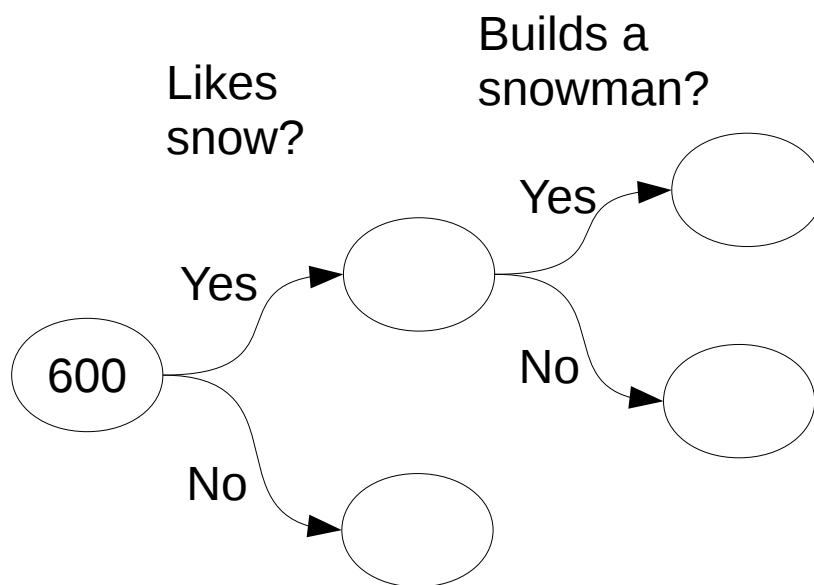 Builds a
snowman?
Likes
snow?
Yes
Yes
600
No
No